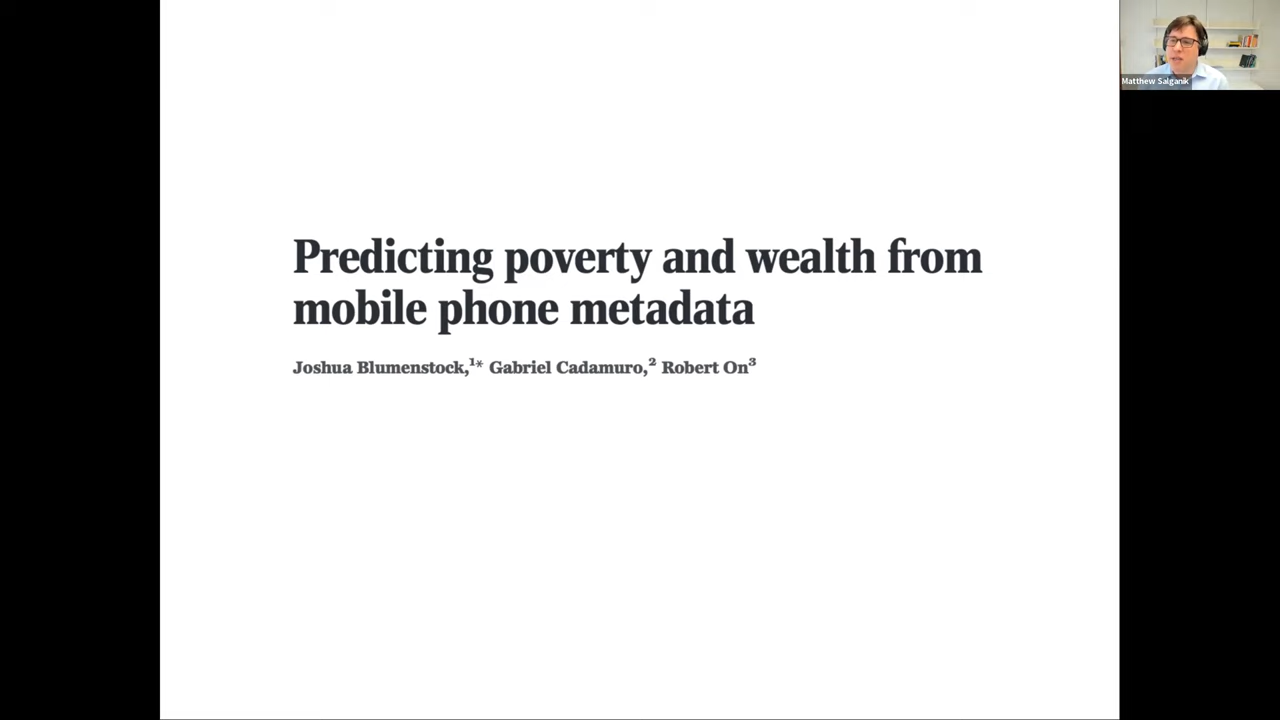 Matthew Salganik
Predicting poverty and wealth from
mobile phone metadata
Joshua Blumenstock,¹* Gabriel Cadamuro,² Robert On³